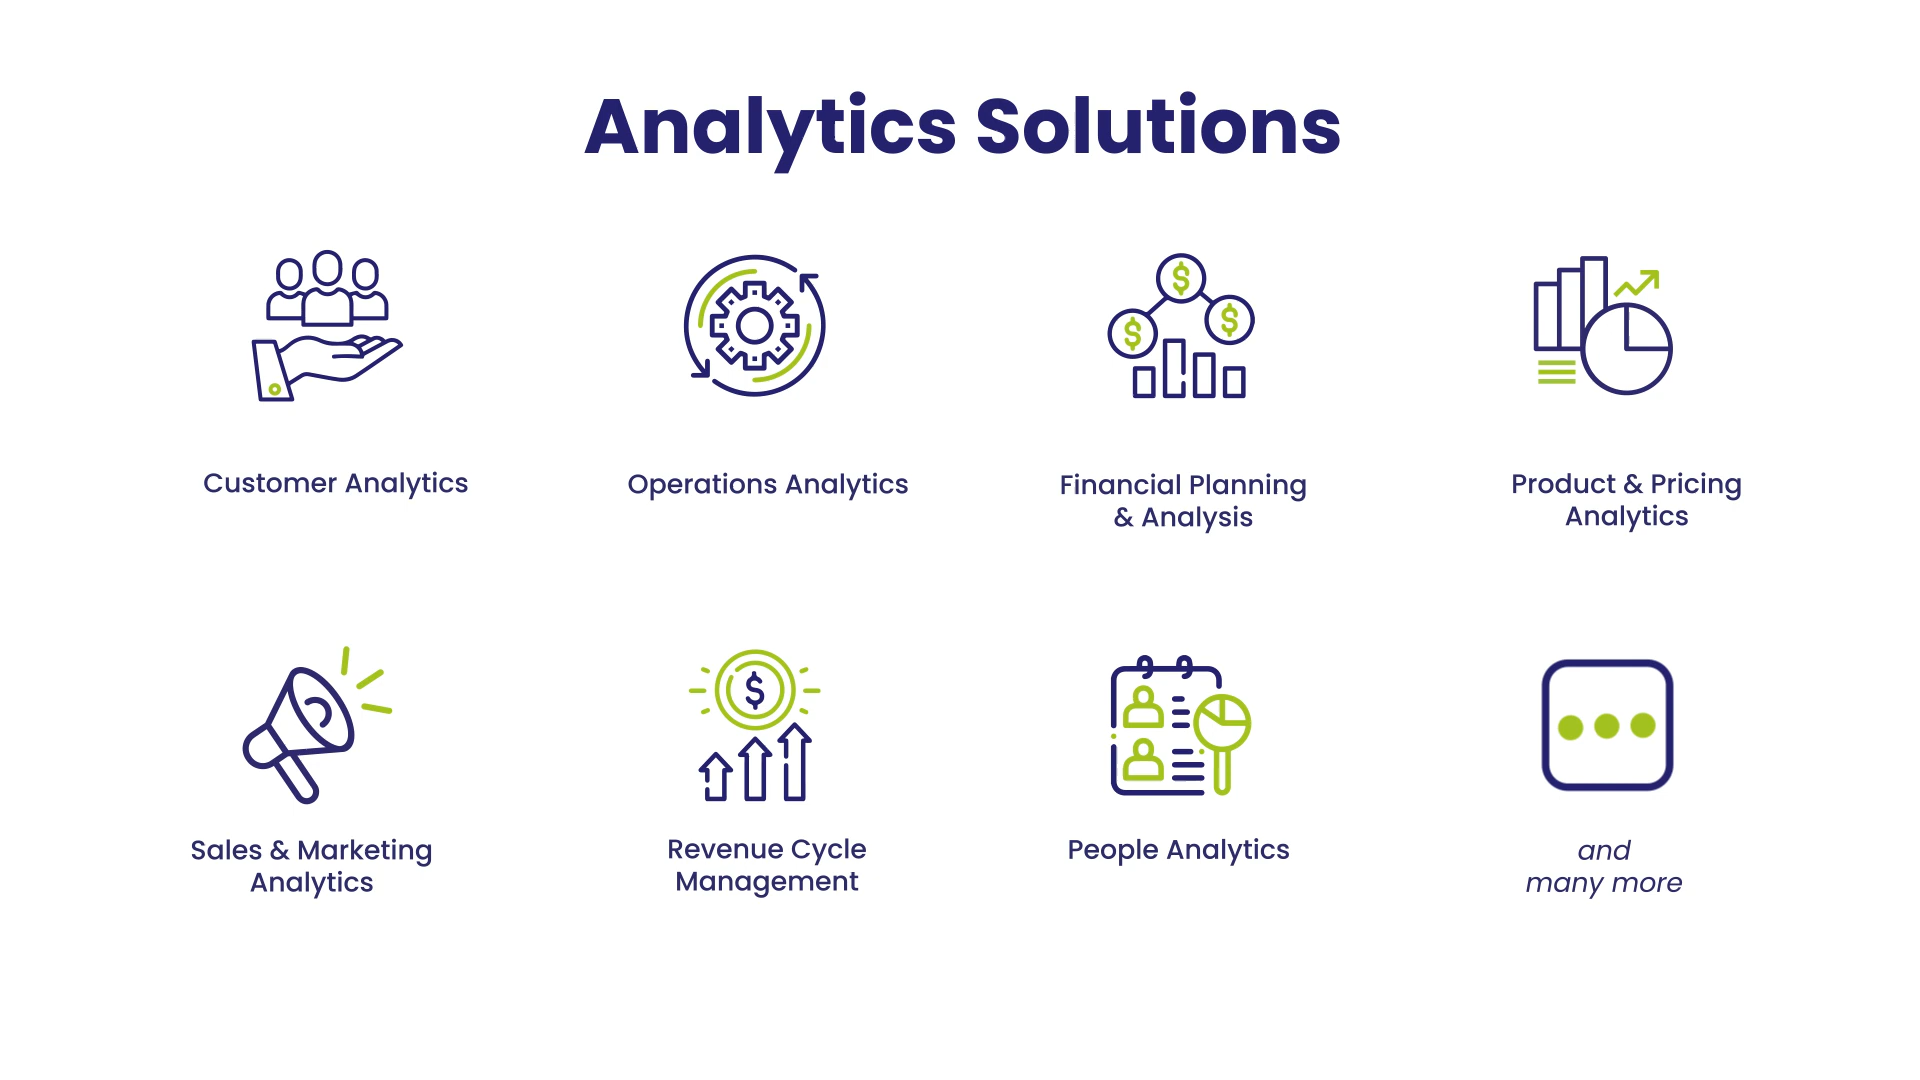 Analytics Solutions
Customer Analytics
Operations Analytics
Financial Planning
& Analysis
Product & Pricing
Analytics
$
$
$
Sales & Marketing
Analytics
Revenue Cycle
Management
$
People Analytics
and
many more